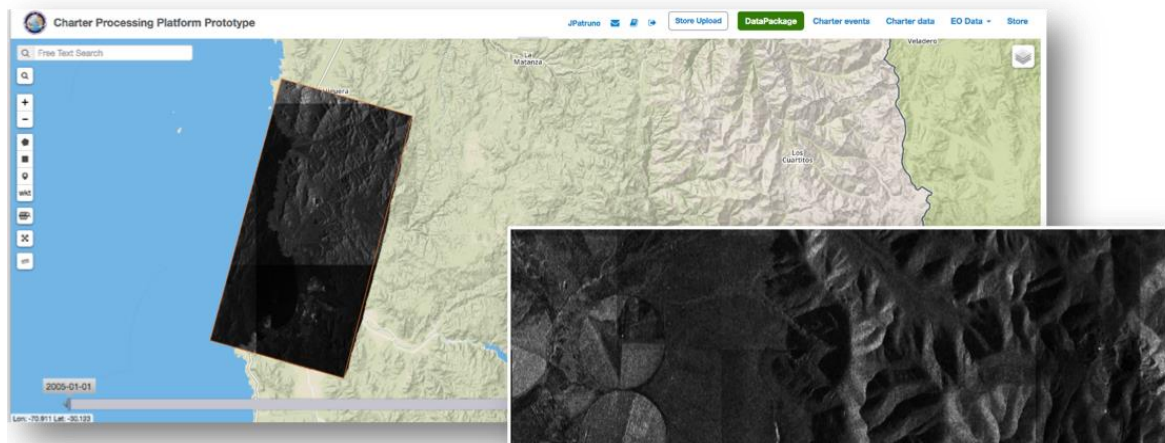 Charter Processing Platform Prototype
JPatruno
Store Upload
DataPackage
Charter events
Charter data
EO Data
Store
Free Text Search
+
−
wkt
La
Matanza
Veladero
Los
Cuartitos
2005-01-01
Lon: -70.911 Lat: -30.133